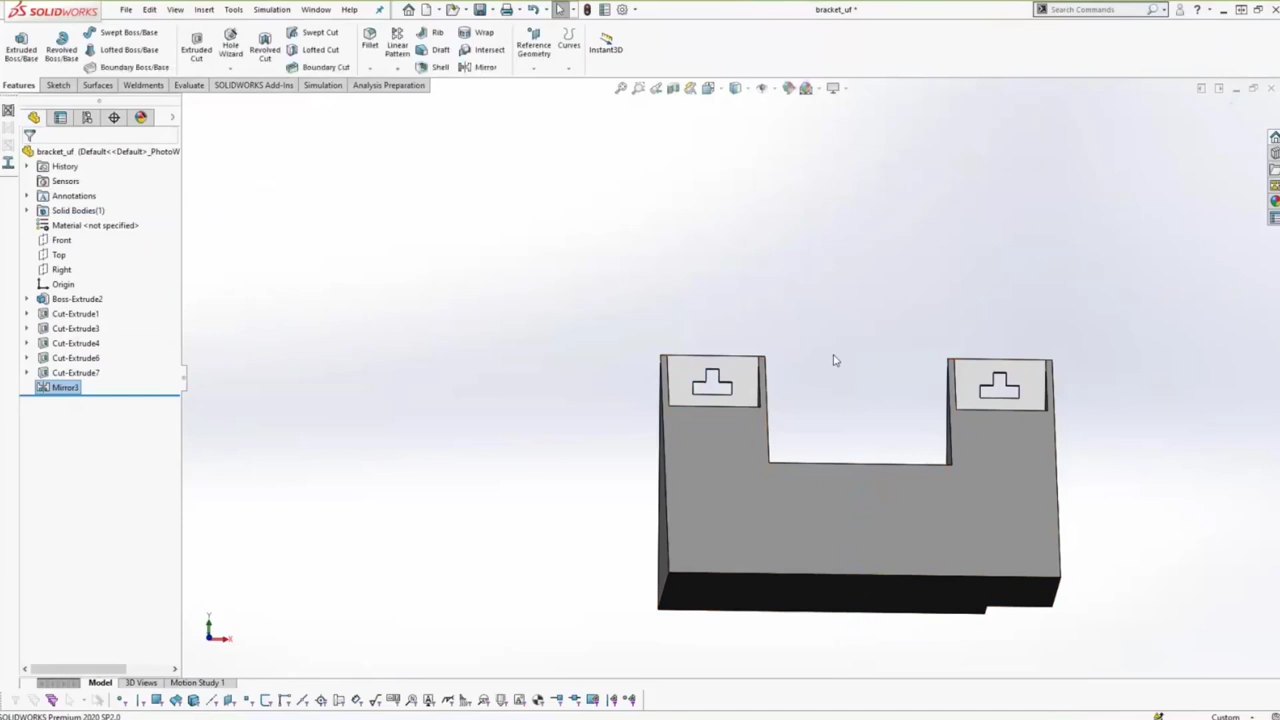 SOLIDWORKS File Edit View Insert Tools Simulation Window Help bracket_uf * Search Commands
Extruded Boss/Base Revolved Boss/Base Swept Boss/Base Lofted Boss/Base Boundary Boss/Base Extruded Cut Hole Wizard Revolved Cut Swept Cut Lofted Cut Boundary Cut Fillet Linear Pattern Rib Draft Shell Wrap Intersect Mirror Reference Geometry Curves Instant3D
Features Sketch Surfaces Weldments Evaluate SOLIDWORKS Add-Ins Simulation Analysis Preparation
bracket_uf (Default<<Default>_PhotoW
History
Sensors
Annotations
Solid Bodies(1)
Material <not specified>
Front
Top
Right
Origin
Boss-Extrude2
Cut-Extrude1
Cut-Extrude3
Cut-Extrude4
Cut-Extrude6
Cut-Extrude7
Mirror3
Y
X
Model 3D Views Motion Study 1
SOLIDWORKS Premium 2020 SP2.0 Custom